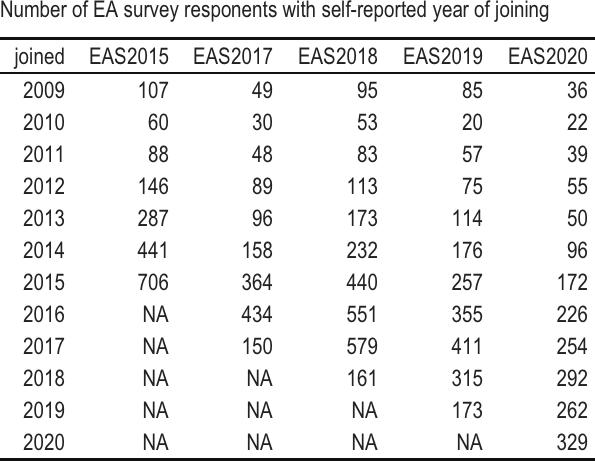 Number of EA survey responents with self-reported year of joining
joined EAS2015 EAS2017 EAS2018 EAS2019 EAS2020
2009 107 49 95 85 36
2010 60 30 53 20 22
2011 88 48 83 57 39
2012 146 89 113 75 55
2013 287 96 173 114 50
2014 441 158 232 176 96
2015 706 364 440 257 172
2016 NA 434 551 355 226
2017 NA 150 579 411 254
2018 NA NA 161 315 292
2019 NA NA NA 173 262
2020 NA NA NA NA 329